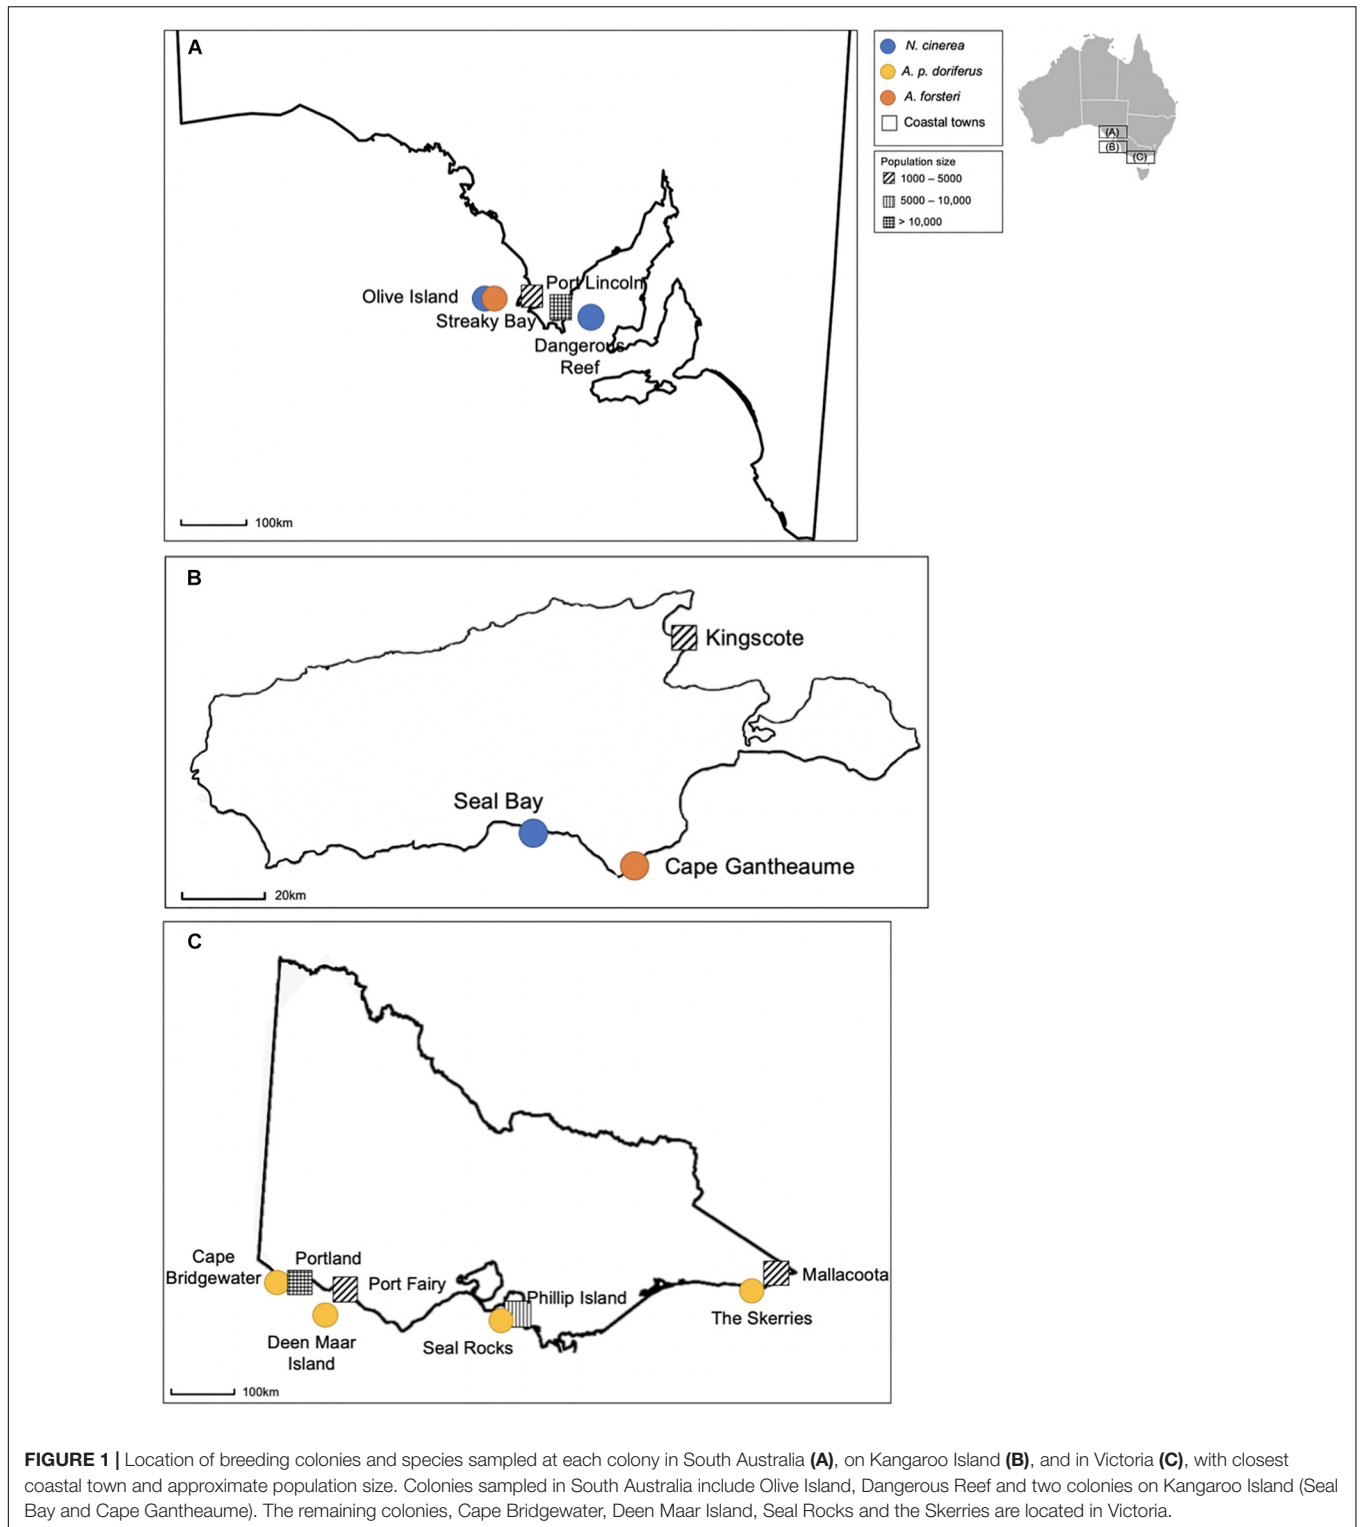 A
N. cinerea
A. p. doriferus
A. forsteri
Coastal towns
Population size
1000 – 5000
5000 – 10,000
> 10,000
(A)
(B)
(C)
Olive Island
Streaky Bay
Port Lincoln
Dangerous
Reef
100km
B
Kingscote
Seal Bay
Cape Gantheaume
20km
C
Cape
Bridgewater
Portland
Port Fairy
Deen Maar
Island
Phillip Island
Seal Rocks
Mallacoota
The Skerries
100km
FIGURE 1 | Location of breeding colonies and species sampled at each colony in South Australia (A), on Kangaroo Island (B), and in Victoria (C), with closest
coastal town and approximate population size. Colonies sampled in South Australia include Olive Island, Dangerous Reef and two colonies on Kangaroo Island (Seal
Bay and Cape Gantheaume). The remaining colonies, Cape Bridgewater, Deen Maar Island, Seal Rocks and the Skerries are located in Victoria.